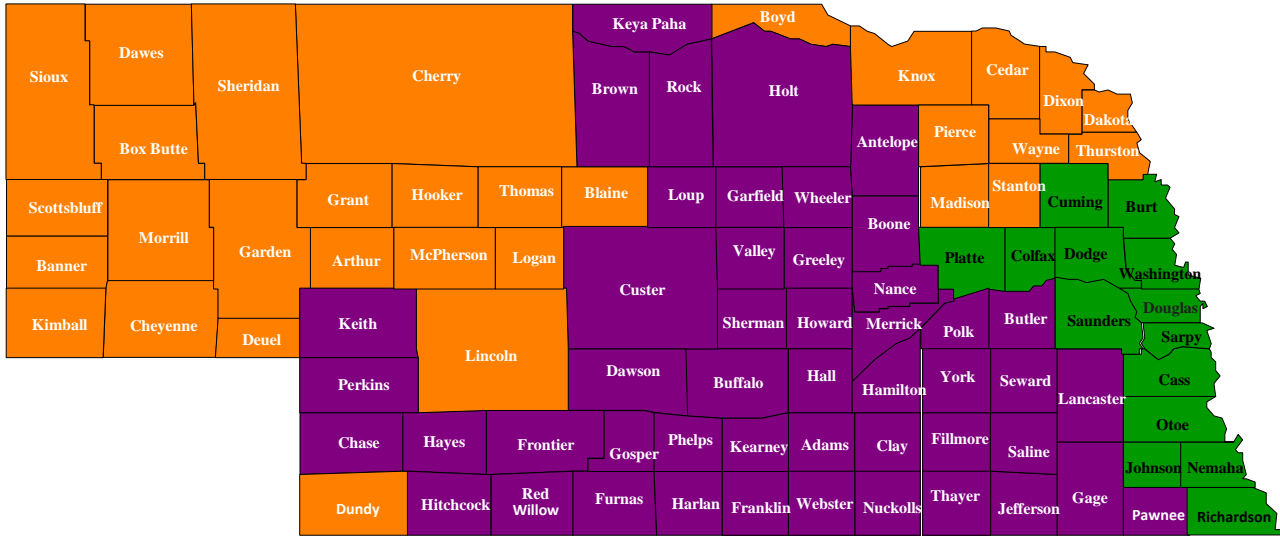 Keya Paha
Boyd
Dawes
Sioux
Sheridan
Cherry
Knox
Cedar
Brown
Rock
Holt
Dixon
Dakota
Box Butte
Antelope
Pierce
Wayne
Thurston
Scottsbluff
Grant
Hooker
Thomas
Blaine
Loup
Garfield
Wheeler
Madison
Stanton
Cuming
Burt
Morrill
Boone
Garden
Banner
Arthur
McPherson
Logan
Valley
Greeley
Platte
Colfax
Dodge
Washington
Custer
Nance
Douglas
Kimball
Cheyenne
Deuel
Keith
Sherman
Howard
Merrick
Polk
Butler
Saunders
Sarpy
Lincoln
Perkins
Dawson
Buffalo
Hall
Hamilton
York
Seward
Lancaster
Cass
Otoe
Chase
Hayes
Frontier
Gosper
Phelps
Kearney
Adams
Clay
Fillmore
Saline
Johnson
Nemaha
Dundy
Hitchcock
Red
Willow
Furnas
Harlan
Franklin
Webster
Nuckolls
Thayer
Jefferson
Gage
Pawnee
Richardson